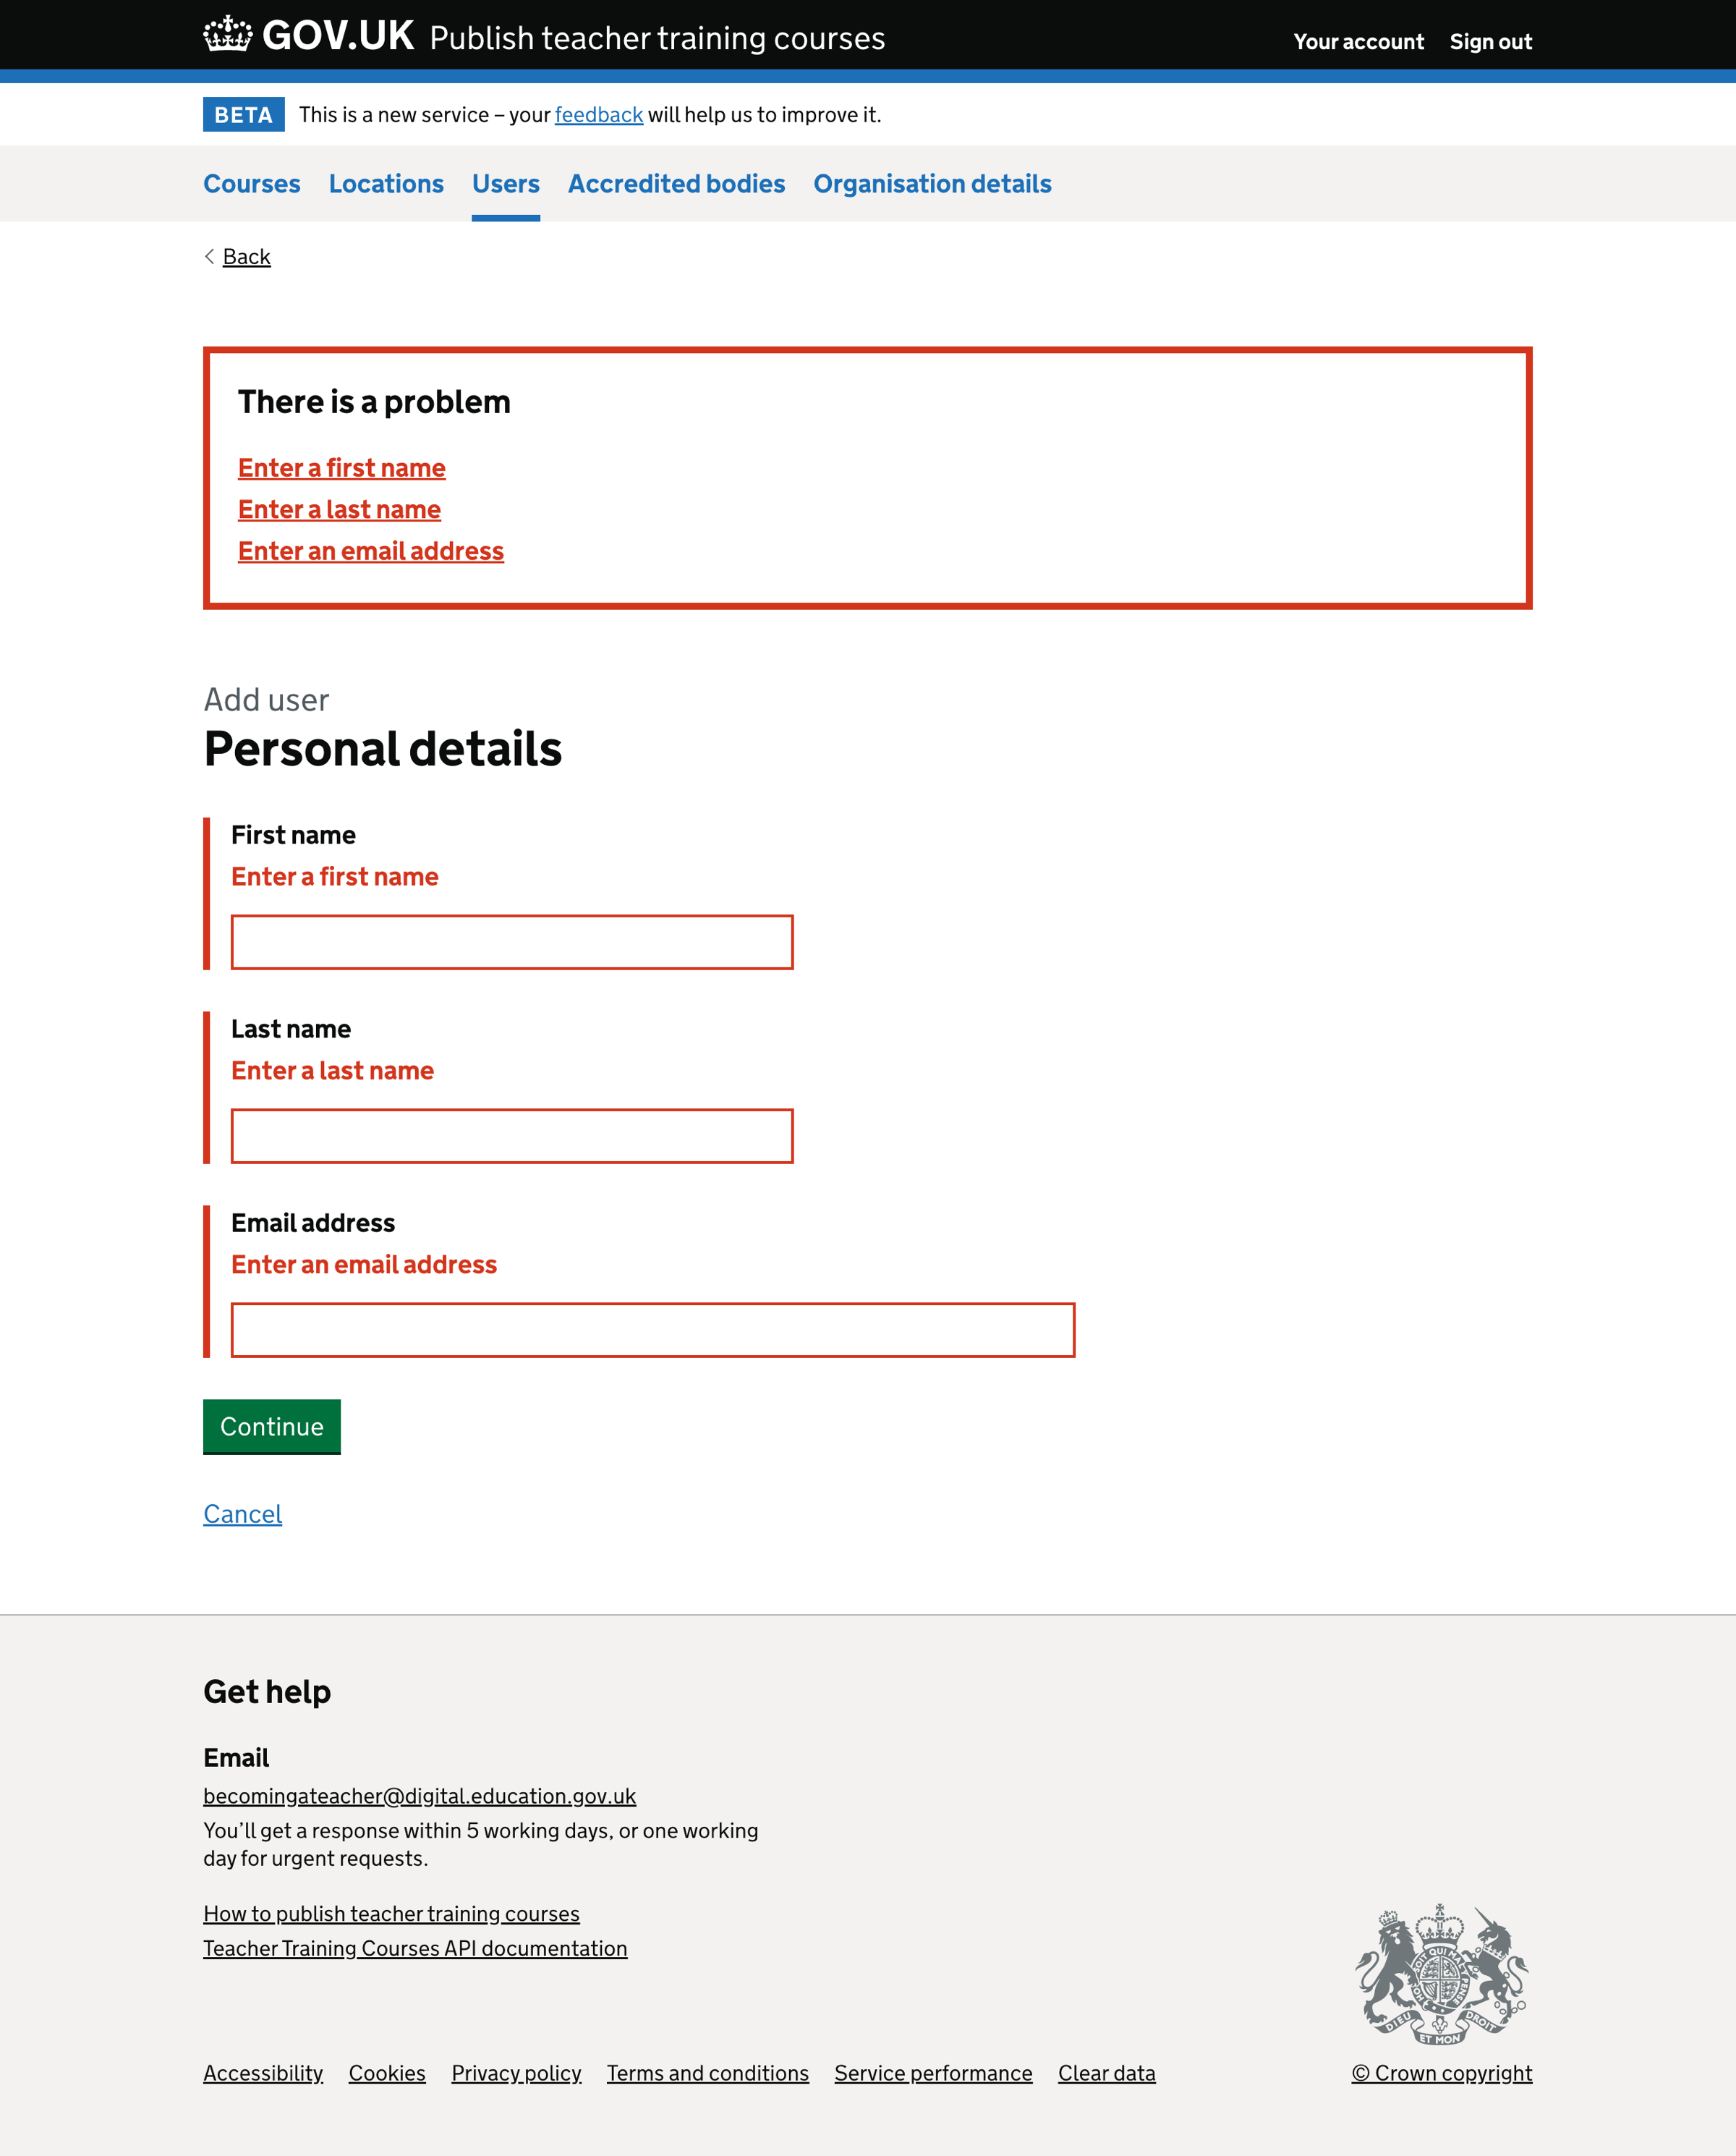 GOV.UK Publish teacher training courses
Your account Sign out
BETA This is a new service – your feedback will help us to improve it.
Courses Locations Users Accredited bodies Organisation details
Back
There is a problem
Enter a first name
Enter a last name
Enter an email address
Add user
Personal details
First name
Enter a first name
Last name
Enter a last name
Email address
Enter an email address
Continue
Cancel
Get help
Email
becomingateacher@digital.education.gov.uk
You’ll get a response within 5 working days, or one working
day for urgent requests.
How to publish teacher training courses
Teacher Training Courses API documentation
DIEU ET MON DROIT
Accessibility Cookies Privacy policy Terms and conditions Service performance Clear data
© Crown copyright